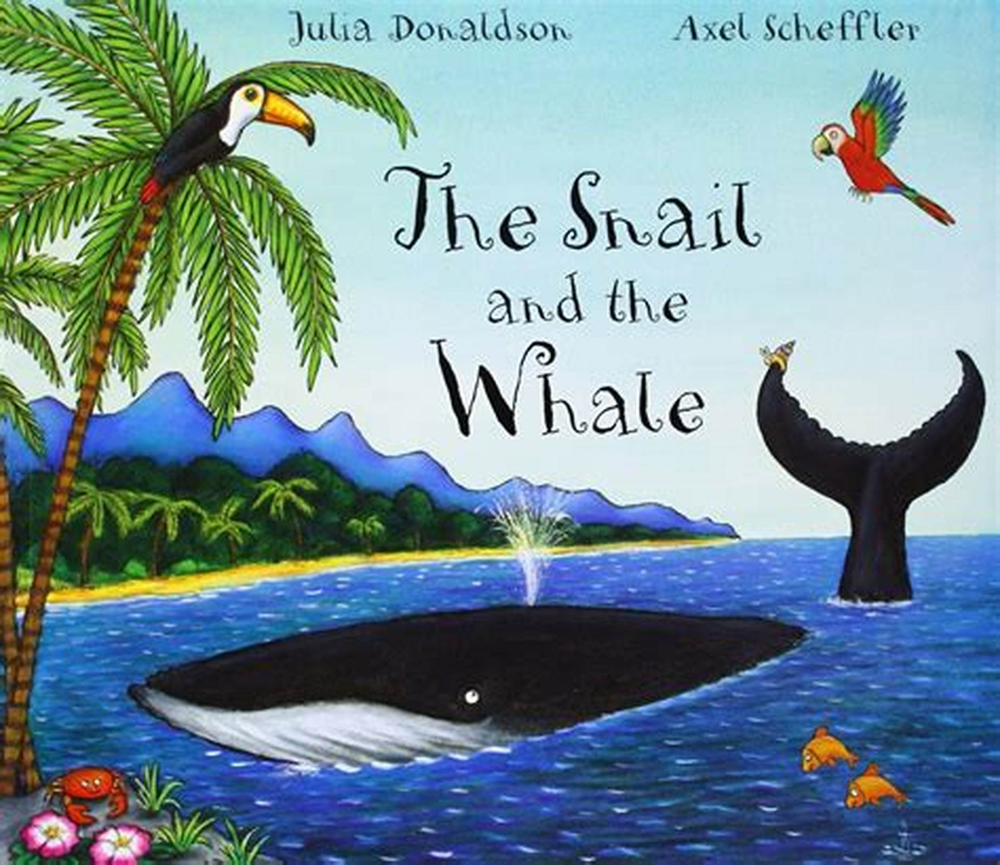 Julia Donaldson Axel Scheffler
The Snail
and the
Whale